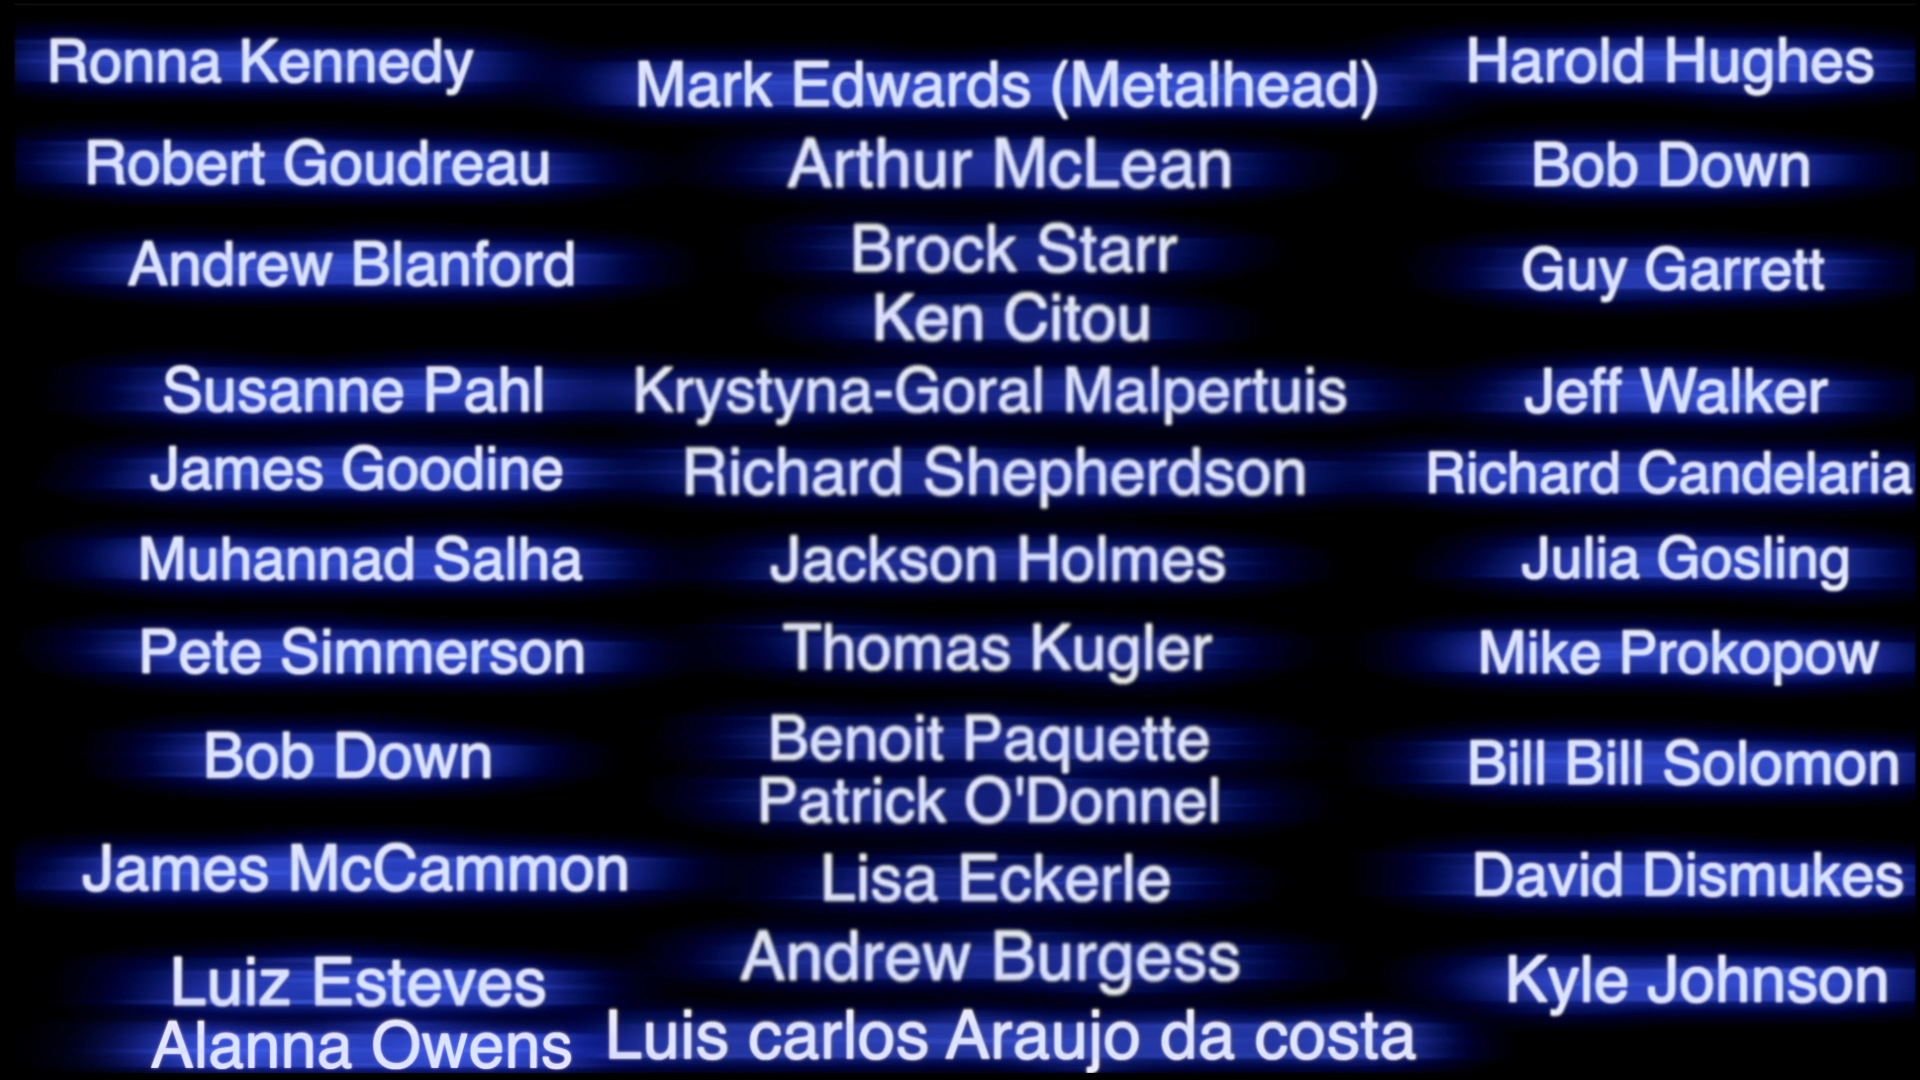 Ronna Kennedy
Robert Goudreau
Andrew Blanford
Susanne Pahl
James Goodine
Muhannad Salha
Pete Simmerson
Bob Down
James McCammon
Luiz Esteves
Alanna Owens
Mark Edwards (Metalhead)
Arthur McLean
Brock Starr
Ken Citou
Krystyna-Goral Malpertuis
Richard Shepherdson
Jackson Holmes
Thomas Kugler
Benoit Paquette
Patrick O'Donnel
Lisa Eckerle
Andrew Burgess
Luis carlos Araujo da costa
Harold Hughes
Bob Down
Guy Garrett
Jeff Walker
Richard Candelaria
Julia Gosling
Mike Prokopow
Bill Bill Solomon
David Dismukes
Kyle Johnson